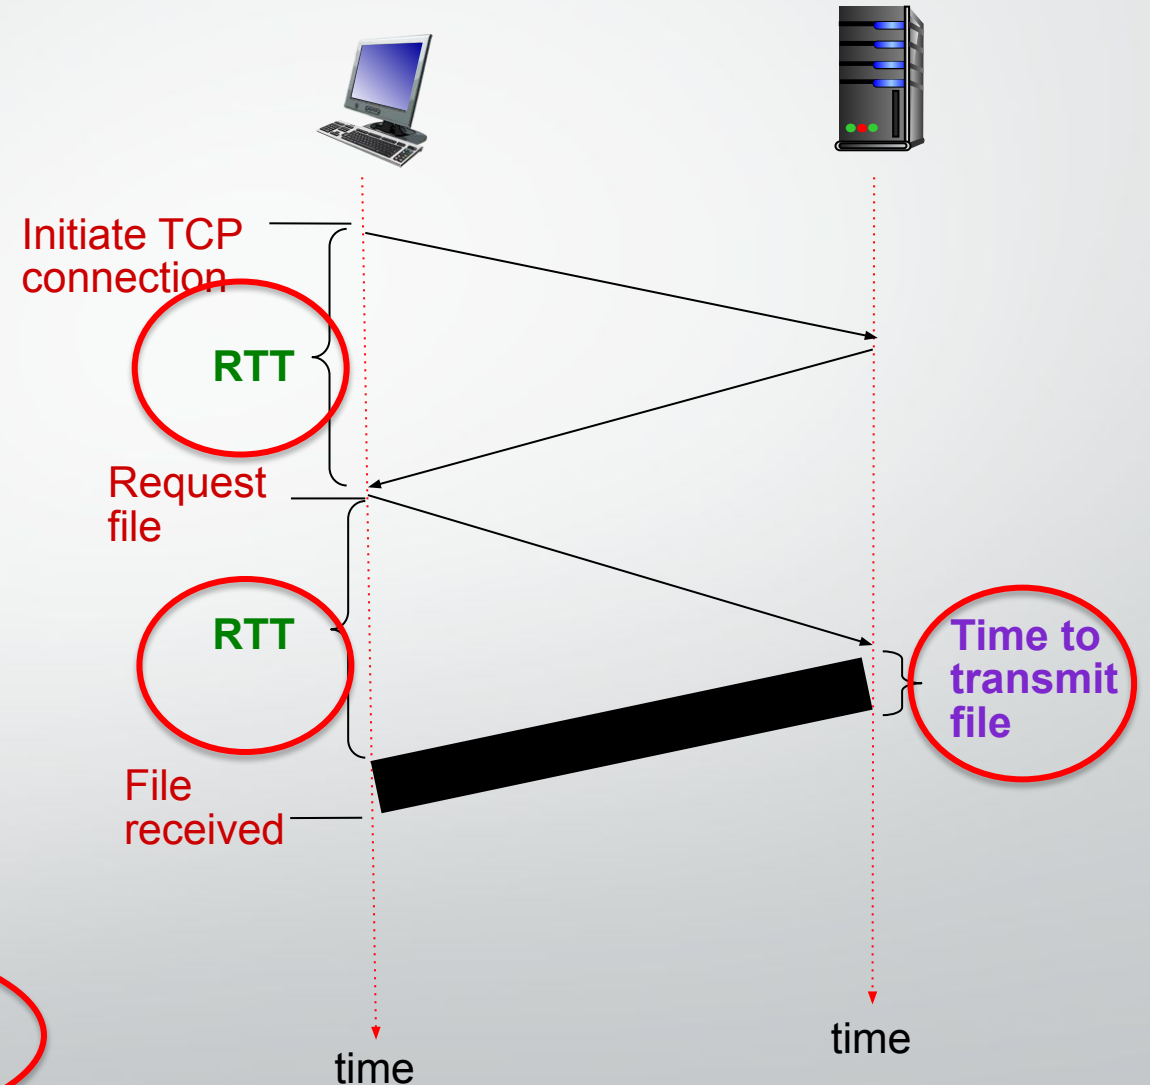 Initiate TCP
connection
RTT
Request
file
RTT
Time to
transmit
file
File
received
time
time